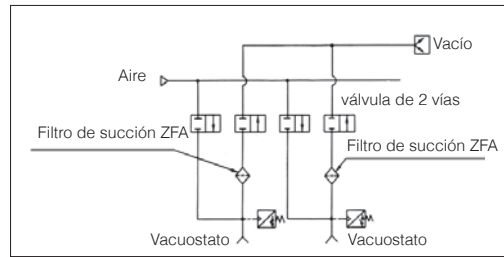 Vacío
Aire
válvula de 2 vías
Filtro de succión ZFA
Filtro de succión ZFA
Vacuostato
Vacuostato